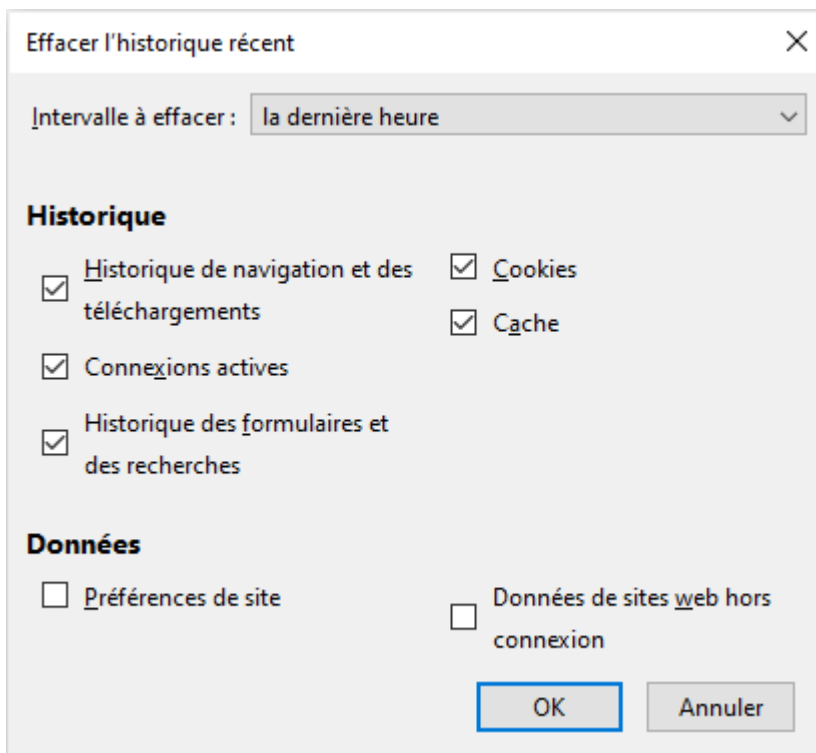 Effacer l’historique récent
Intervalle à effacer : la dernière heure
Historique
Historique de navigation et des
téléchargements
Cookies
Cache
Connexions actives
Historique des formulaires et
des recherches
Données
Préférences de site
Données de sites web hors
connexion
OK
Annuler